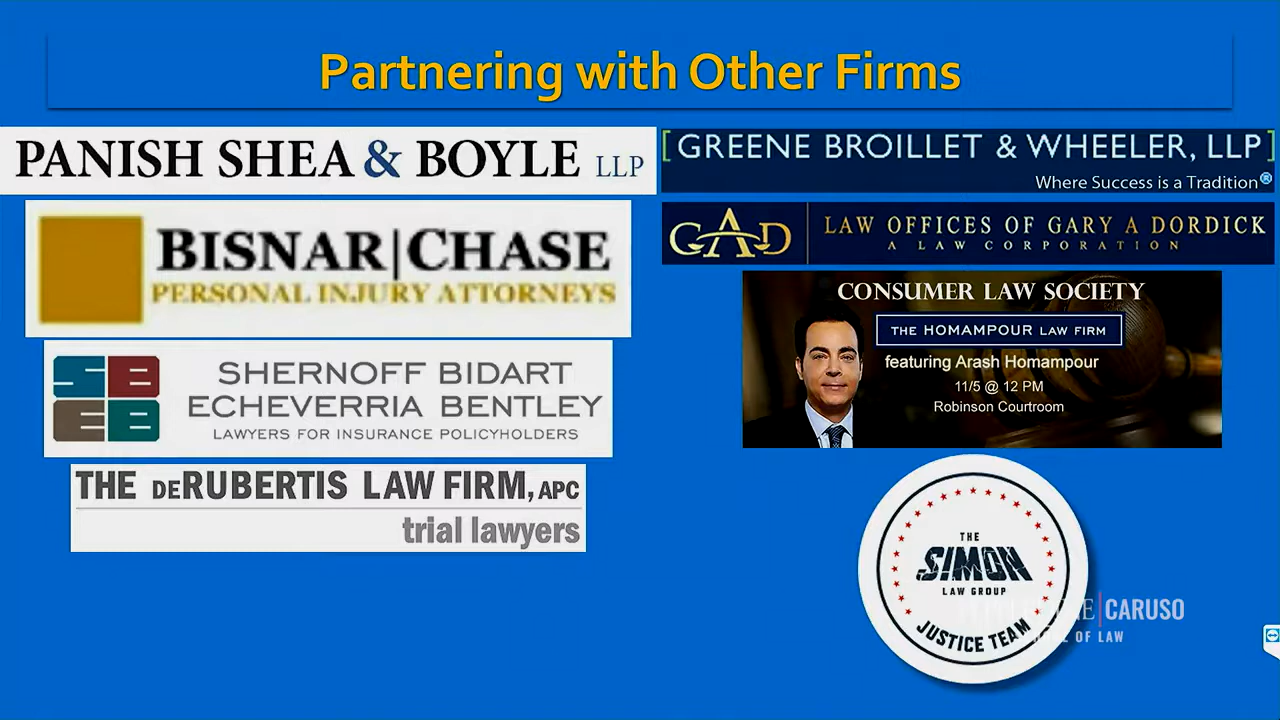 Partnering with Other Firms
PANISH SHEA & BOYLE LLP
BISNAR|CHASE
PERSONAL INJURY ATTORNEYS
SBEB
SHERNOFF BIDART
ECHEVERRIA BENTLEY
LAWYERS FOR INSURANCE POLICYHOLDERS
THE DERUBERTIS LAW FIRM, APC
trial lawyers
[GREENE BROILLET & WHEELER, LLP]
Where Success is a Tradition®
GAD
LAW OFFICES OF GARY A DORDICK
A LAW CORPORATION
CONSUMER LAW SOCIETY
THE HOMAMPOUR LAW FIRM
featuring Arash Homampour
11/5 @ 12 PM
Robinson Courtroom
THE
SIMON
LAW GROUP
JUSTICE TEAM
CARUSO
OF LAW